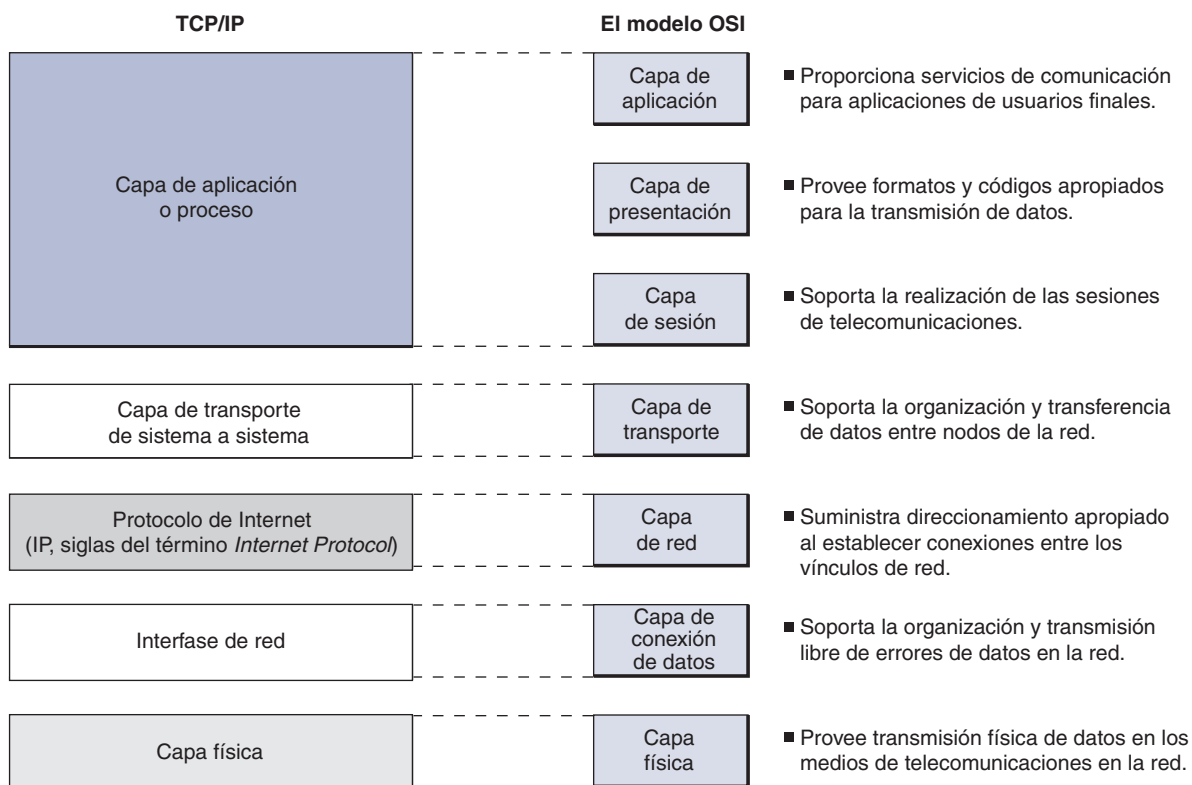 TCP/IP
El modelo OSI
Capa de aplicación
o proceso
Capa de
aplicación
■ Proporciona servicios de comunicación
para aplicaciones de usuarios finales.
Capa de
presentación
■ Provee formatos y códigos apropiados
para la transmisión de datos.
Capa
de sesión
■ Soporta la realización de las sesiones
de telecomunicaciones.
Capa de transporte
de sistema a sistema
Capa de
transporte
■ Soporta la organización y transferencia
de datos entre nodos de la red.
Protocolo de Internet
(IP, siglas del término Internet Protocol)
Capa
de red
■ Suministra direccionamiento apropiado
al establecer conexiones entre los
vínculos de red.
Interfase de red
Capa de
conexión
de datos
■ Soporta la organización y transmisión
libre de errores de datos en la red.
Capa física
Capa
física
■ Provee transmisión física de datos en los
medios de telecomunicaciones en la red.